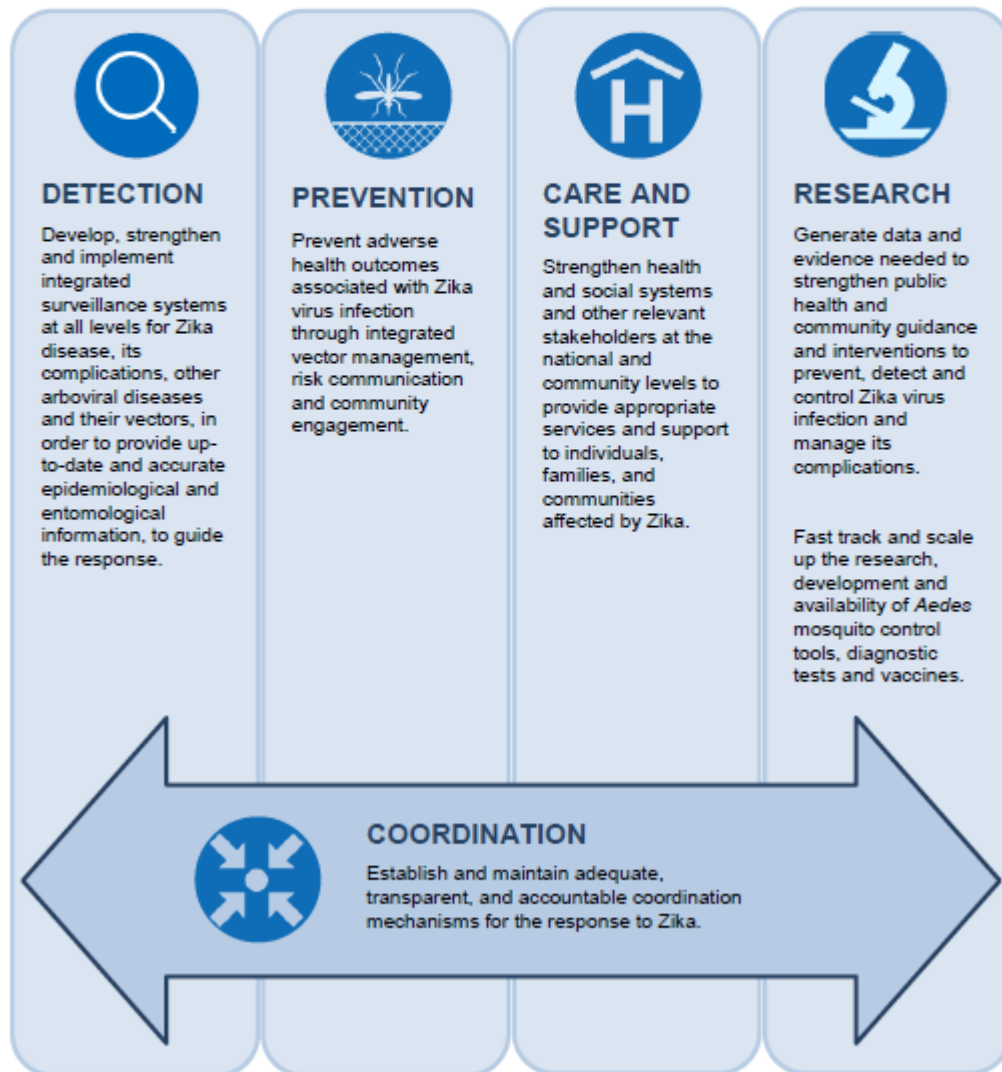 DETECTION
Develop, strengthen
and implement
integrated
surveillance systems
at all levels for Zika
disease, its
complications, other
arboviral diseases
and their vectors, in
order to provide up-
to-date and accurate
epidemiological and
entomological
information, to guide
the response.
PREVENTION
Prevent adverse
health outcomes
associated with Zika
virus infection
through integrated
vector management,
risk communication
and community
engagement.
H
CARE AND
SUPPORT
Strengthen health
and social systems
and other relevant
stakeholders at the
national and
community levels to
provide appropriate
services and support
to individuals,
families, and
communities
affected by Zika.
RESEARCH
Generate data and
evidence needed to
strengthen public
health and
community guidance
and interventions to
prevent, detect and
control Zika virus
infection and
manage its
complications.
Fast track and scale
up the research,
development and
availability of Aedes
mosquito control
tools, diagnostic
tests and vaccines.
COORDINATION
Establish and maintain adequate,
transparent, and accountable coordination
mechanisms for the response to Zika.